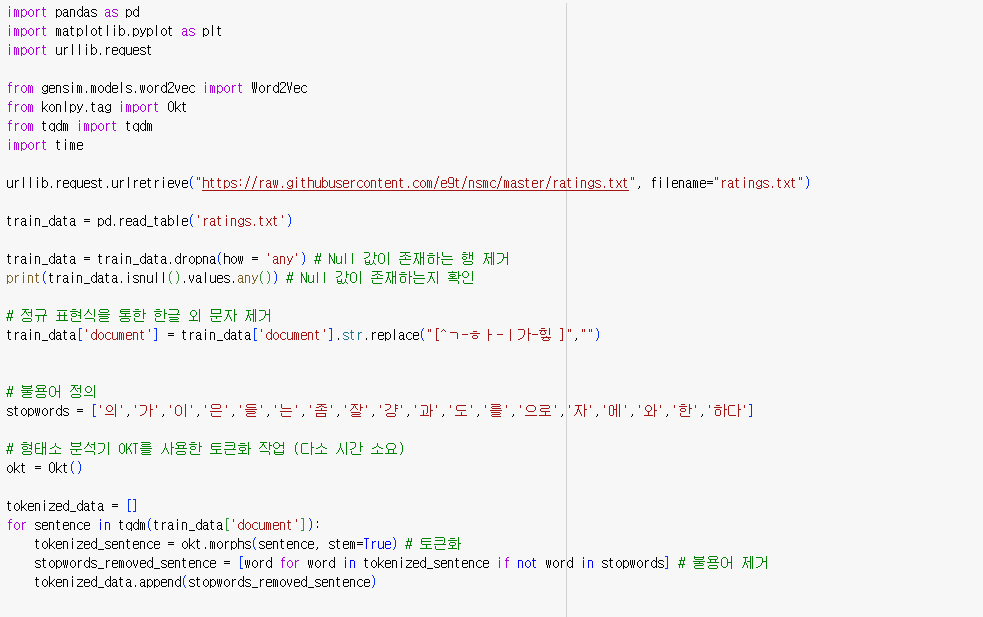 import pandas as pd
import matplotlib.pyplot as plt
import urllib.request
from gensim.models.word2vec import Word2Vec
from konlpy.tag import Okt
from tqdm import tqdm
import time
urllib.request.urlretrieve("https://raw.githubusercontent.com/e9t/nsmc/master/ratings.txt", filename="ratings.txt")
train_data = pd.read_table('ratings.txt')
train_data = train_data.dropna(how = 'any') # Null 값이 존재하는 행 제거
print(train_data.isnull().values.any()) # Null 값이 존재하는지 확인
# 정규 표현식을 통한 한글 외 문자 제거
train_data['document'] = train_data['document'].str.replace("[^ㄱ-ㅎㅏ-ㅣ가-힣 ]","")
# 불용어 정의
stopwords = ['의','가','이','은','들','는','좀','잘','걍','과','도','를','으로','자','에','와','한','하다']
# 형태소 분석기 OKT를 사용한 토큰화 작업 (다소 시간 소요)
okt = Okt()
tokenized_data = []
for sentence in tqdm(train_data['document']):
    tokenized_sentence = okt.morphs(sentence, stem=True) # 토큰화
    stopwords_removed_sentence = [word for word in tokenized_sentence if not word in stopwords] # 불용어 제거
    tokenized_data.append(stopwords_removed_sentence)